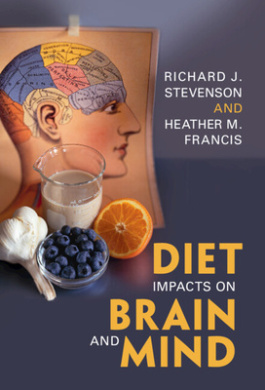 RICHARD J.
STEVENSON
AND
HEATHER M.
FRANCIS
DIET
IMPACTS ON
BRAIN
AND MIND